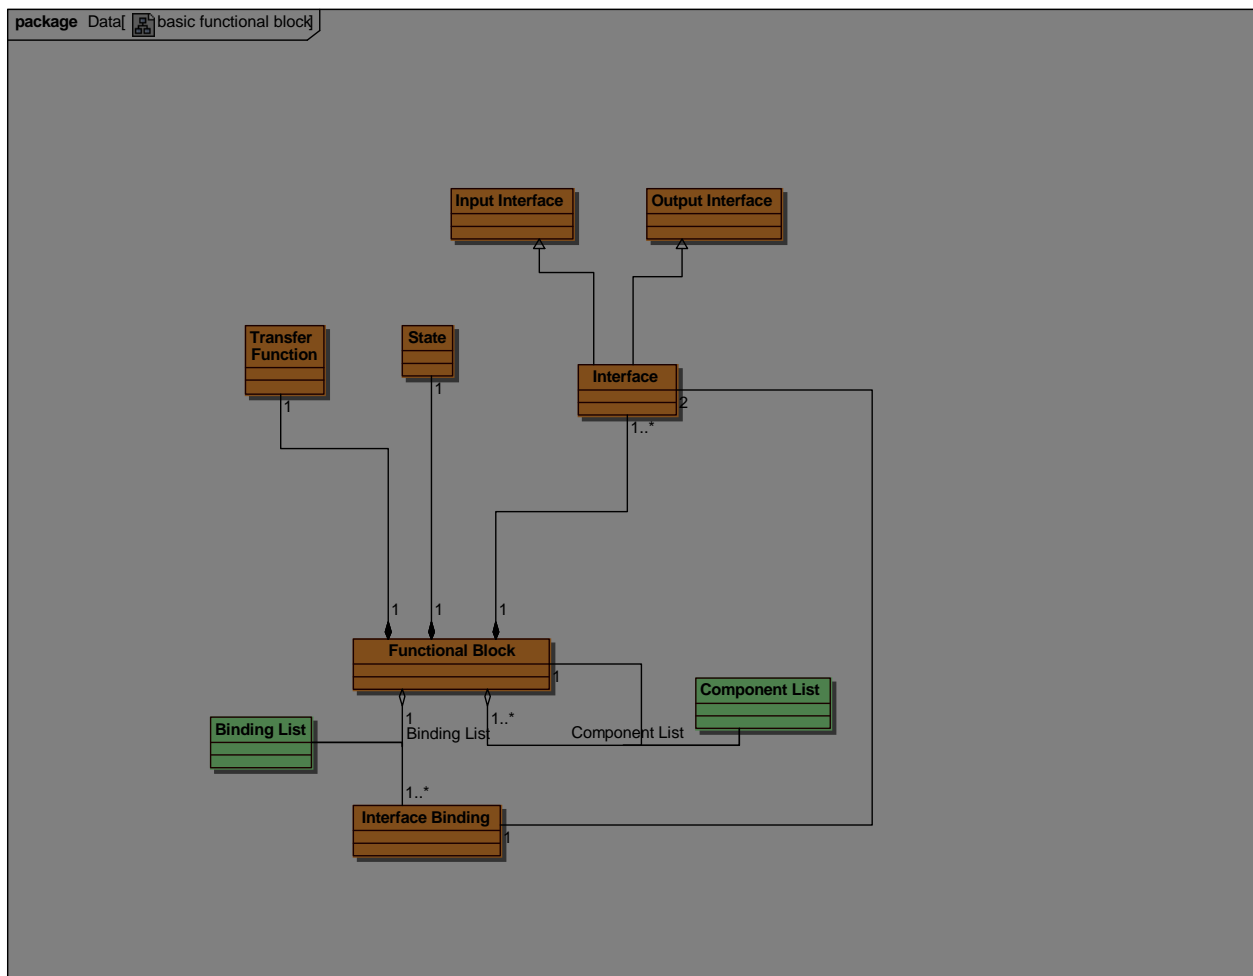 package Data[ basic functional block]
Input Interface
Output Interface
Transfer
Function
State
Interface
1
1
2
1..*
1
1
1
Functional Block
1
Component List
1
1..*
Binding List
Binding List
Component List
1..*
Interface Binding
1